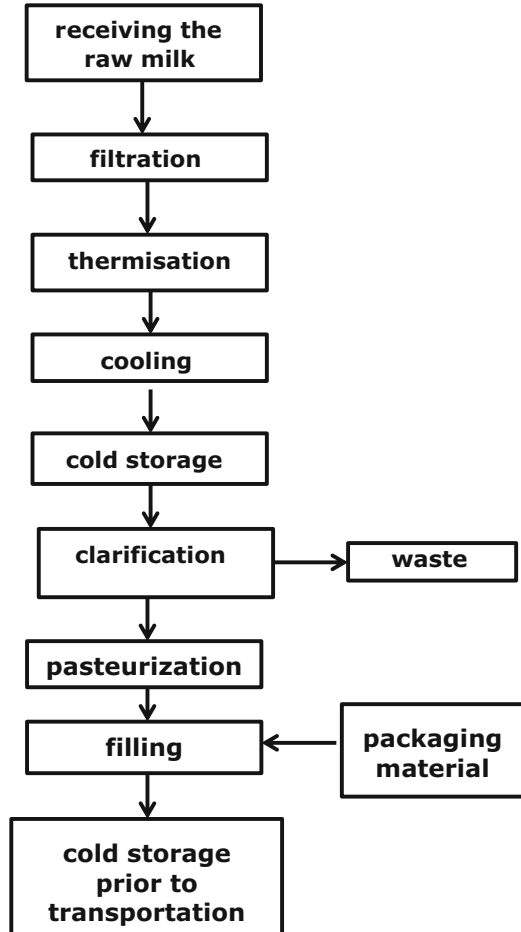 receiving the
raw milk
filtration
thermisation
cooling
cold storage
clarification
waste
pasteurization
filling
packaging
material
cold storage
prior to
transportation